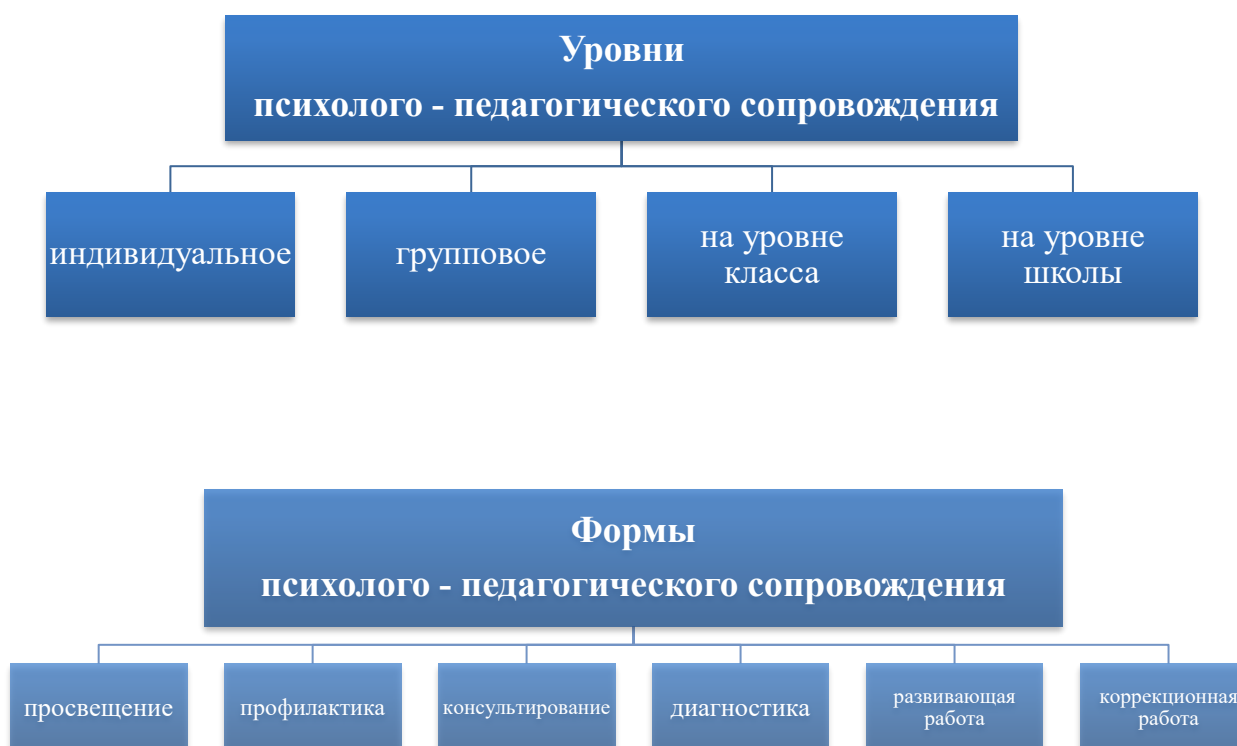 Уровни
психолого - педагогического сопровождения
индивидуальное
групповое
на уровне
класса
на уровне
школы
Формы
психолого - педагогического сопровождения
просвещение
профилактика
консультирование
диагностика
развивающая
работа
коррекционная
работа